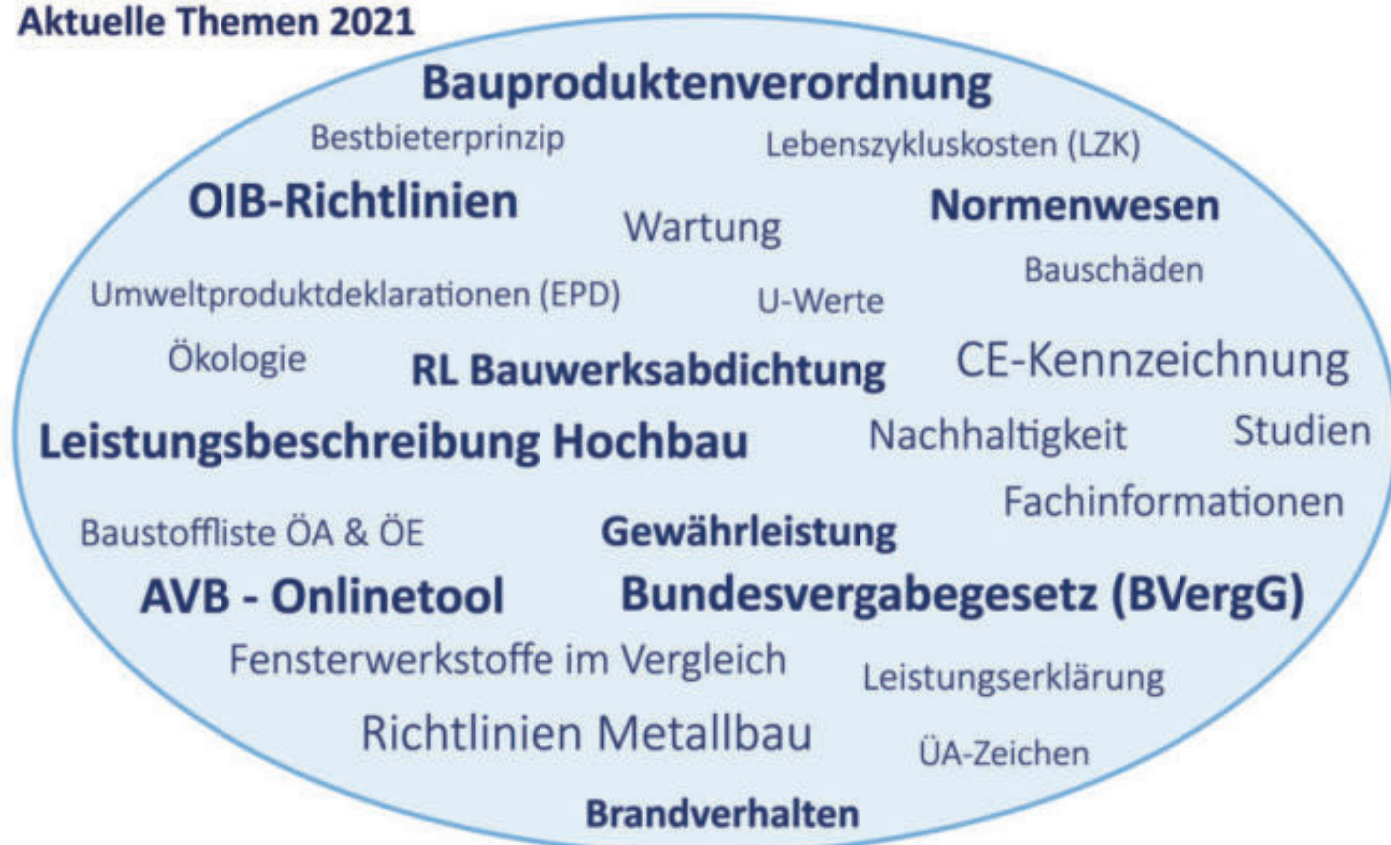 Aktuelle Themen 2021
Bauproduktenverordnung
Bestbieterprinzip
Lebenszykluskosten (LZK)
OIB-Richtlinien
Wartung
Normenwesen
Umweltproduktdeklarationen (EPD)
U-Werte
Bauschäden
Ökologie
RL Bauwerksabdichtung
CE-Kennzeichnung
Leistungsbeschreibung Hochbau
Nachhaltigkeit
Studien
Fachinformationen
Baustoffliste ÖA & ÖE
Gewährleistung
AVB - Onlinetool
Bundesvergabegesetz (BVergG)
Fensterwerkstoffe im Vergleich
Leistungserklärung
Richtlinien Metallbau
ÜA-Zeichen
Brandverhalten